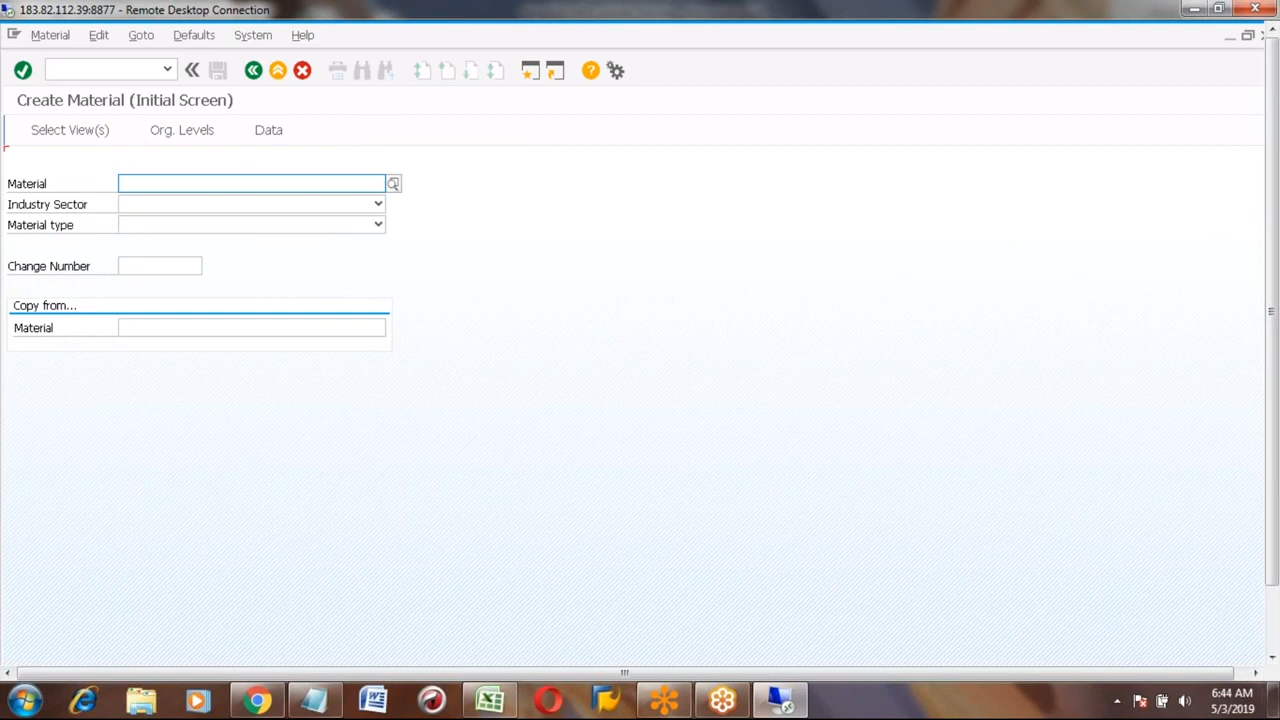 183.82.112.39:8877 - Remote Desktop Connection
Material Edit Goto Defaults System Help
Create Material (Initial Screen)
Select View(s) Org. Levels Data
Material
Industry Sector
Material type
Change Number
Copy from...
Material
6:44 AM
5/3/2019